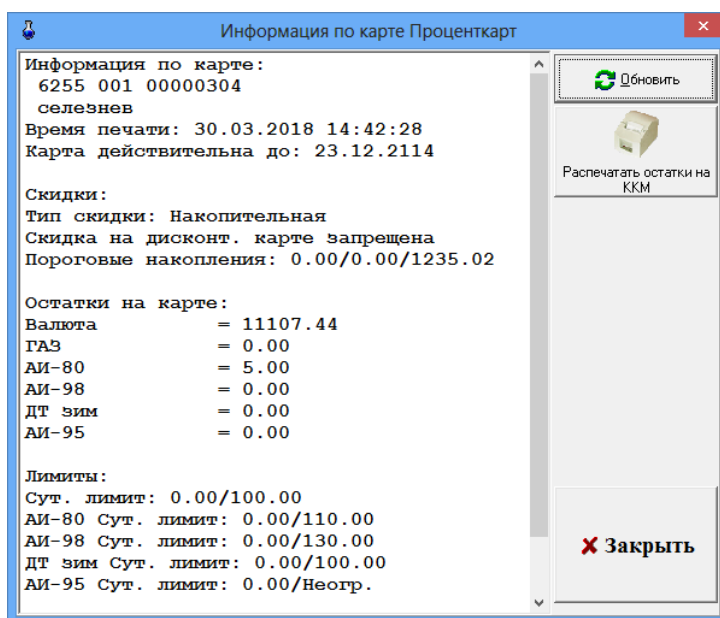 Информация по карте Проценткарт
Информация по карте:
6255 001 00000304
селезнев
Время печати: 30.03.2018 14:42:28
Карта действительна до: 23.12.2114
Скидки:
Тип скидки: Накопительная
Скидка на дисконт. карте запрещена
Пороговые накопления: 0.00/0.00/1235.02
Остатки на карте:
Валюта = 11107.44
ГАЗ = 0.00
АИ-80 = 5.00
АИ-98 = 0.00
ДТ зим = 0.00
АИ-95 = 0.00
Лимиты:
Сут. лимит: 0.00/100.00
АИ-80 Сут. лимит: 0.00/110.00
АИ-98 Сут. лимит: 0.00/130.00
ДТ зим Сут. лимит: 0.00/100.00
АИ-95 Сут. лимит: 0.00/Неогр.
Обновить
Распечатать остатки на
ККМ
Закрыть